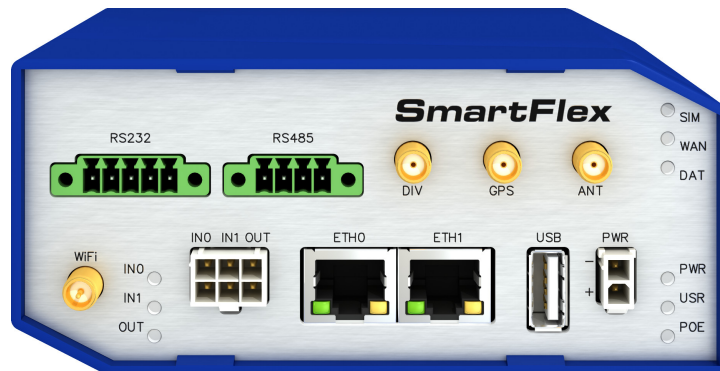 SmartFlex
SIM
WAN
DAT
RS232
RS485
DIV
GPS
ANT
IN0 IN1 OUT
ETH0
ETH1
USB
PWR
WiFi
IN0
IN1
OUT
−
+
PWR
USR
POE